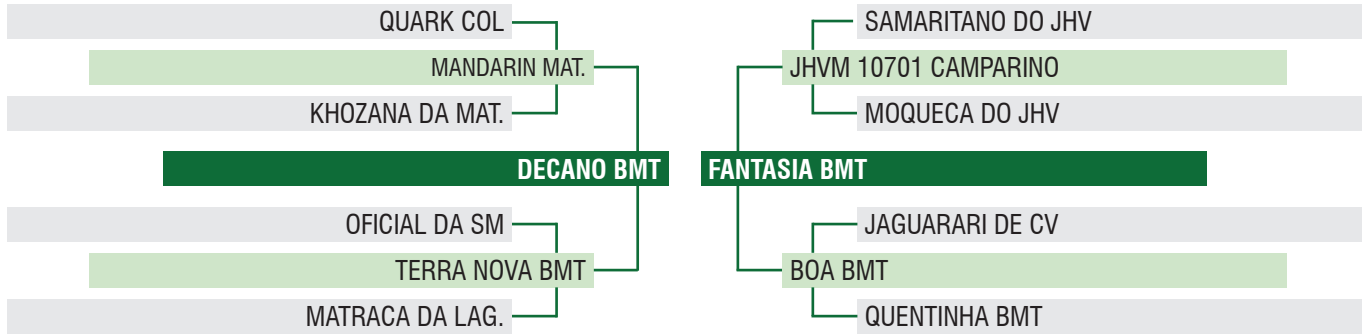 QUARK COL
MANDARIN MAT.
KHOZANA DA MAT.
DECANO BMT
OFICIAL DA SM
TERRA NOVA BMT
MATRACA DA LAG.
SAMARITANO DO JHV
JHVM 10701 CAMPARINO
MOQUECA DO JHV
FANTASIA BMT
JAGUARARI DE CV
BOA BMT
QUENTINHA BMT